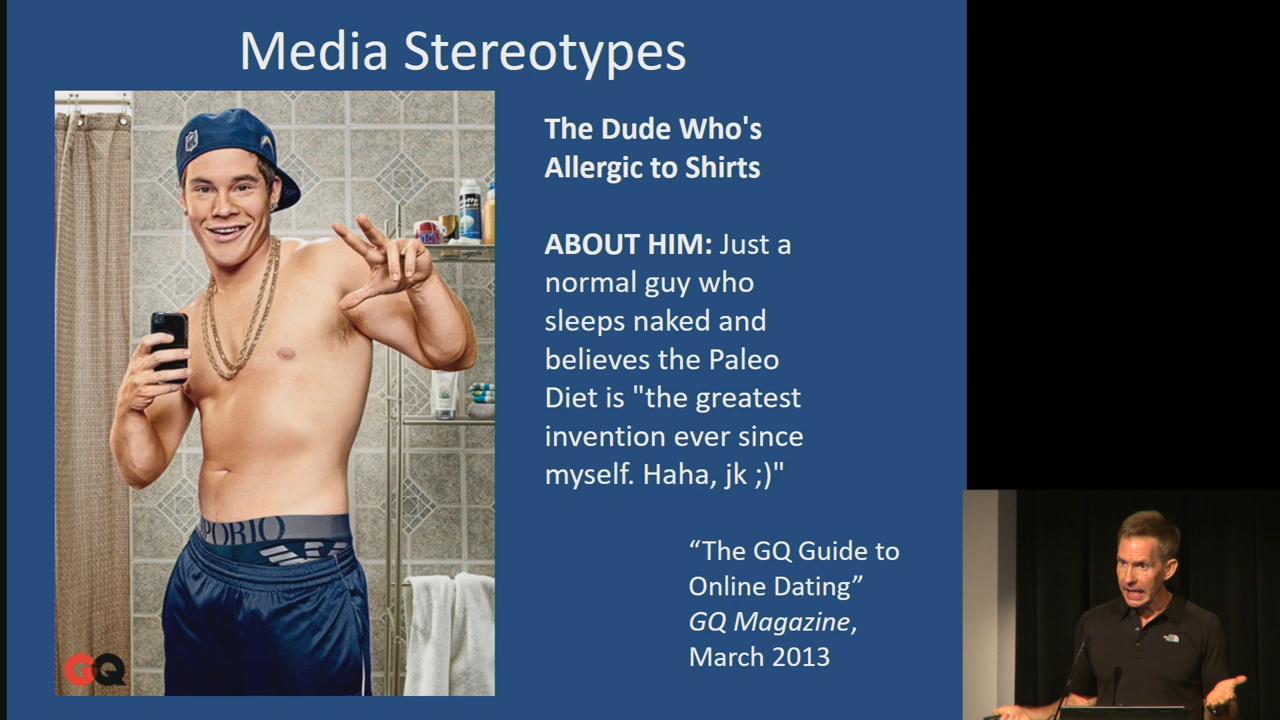 Media Stereotypes
The Dude Who's
Allergic to Shirts
ABOUT HIM: Just a
normal guy who
sleeps naked and
believes the Paleo
Diet is "the greatest
invention ever since
myself. Haha, jk ;)"
“The GQ Guide to
Online Dating”
GQ Magazine,
March 2013
PORIO
GQ